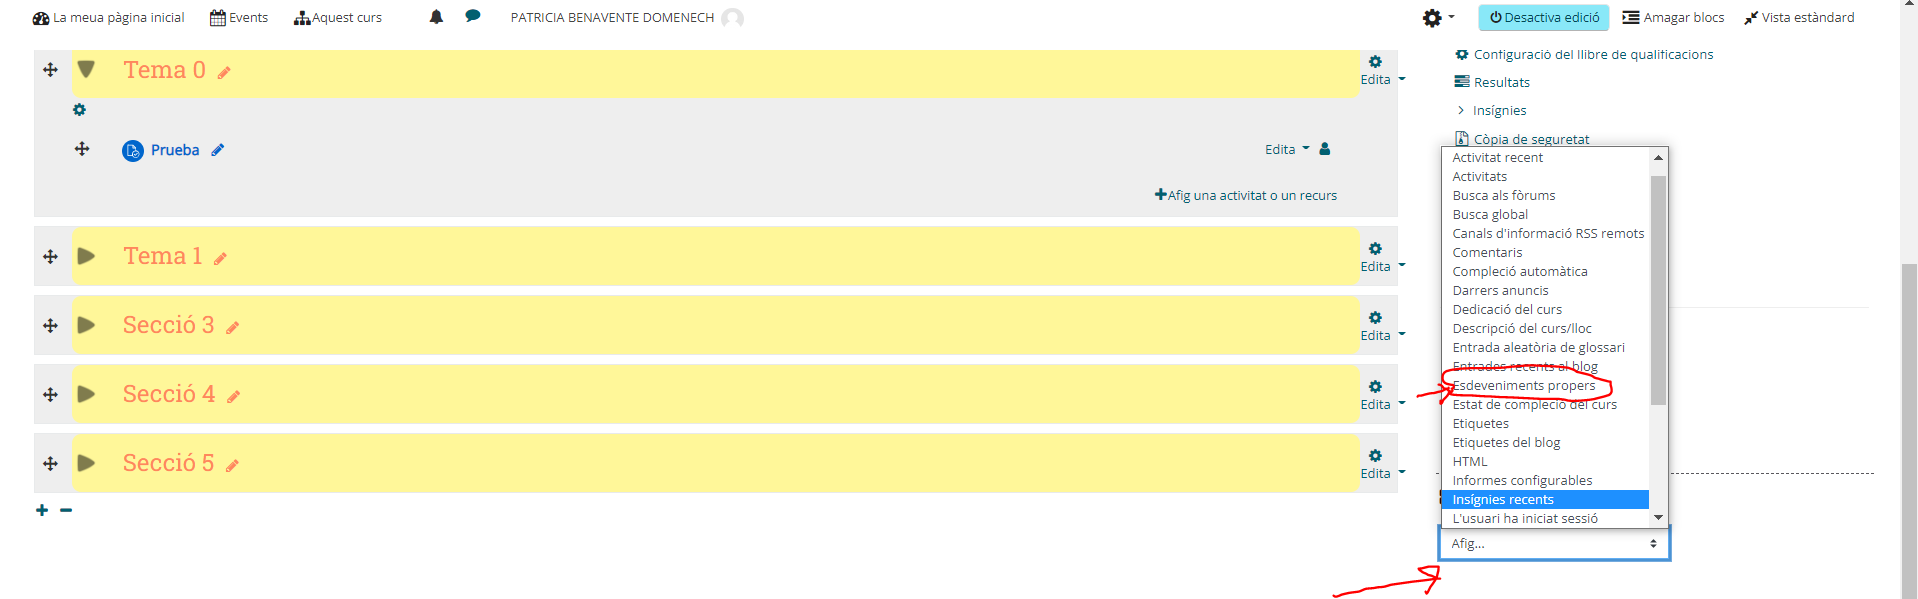 La meua pàgina inicial Events Aquest curs PATRICIA BENAVENTE DOMENECH Desactiva edició Amagar blocs Vista estàndard
Tema 0
Edita
Prueba
Edita
Afig una activitat o un recurs
Tema 1
Edita
Secció 3
Edita
Secció 4
Edita
Secció 5
Edita
Configuració del llibre de qualificacions
Resultats
Insígnies
Còpia de seguretat
Activitat recent
Activitats
Busca als fòrums
Busca global
Canals d'informació RSS remots
Comentaris
Compleció automàtica
Darrers anuncis
Dedicació del curs
Descripció del curs/lloc
Entrada aleatòria de glossari
Entrades recents al blog
Esdeveniments propers
Estat de compleció del curs
Etiquetes
Etiquetes del blog
HTML
Informes configurables
Insígnies recents
L'usuari ha iniciat sessió
Afig...